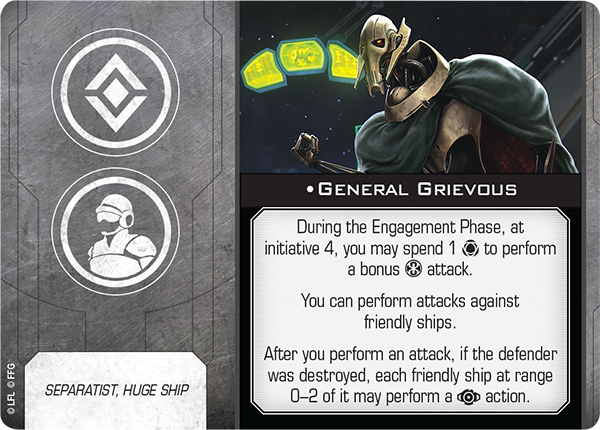 •GENERAL GRIEVOUS
During the Engagement Phase, at
initiative 4, you may spend 1 to perform
a bonus attack.
You can perform attacks against
friendly ships.
After you perform an attack, if the defender
was destroyed, each friendly ship at range
0–2 of it may perform a action.
SEPARATIST, HUGE SHIP
© LFL © FFG